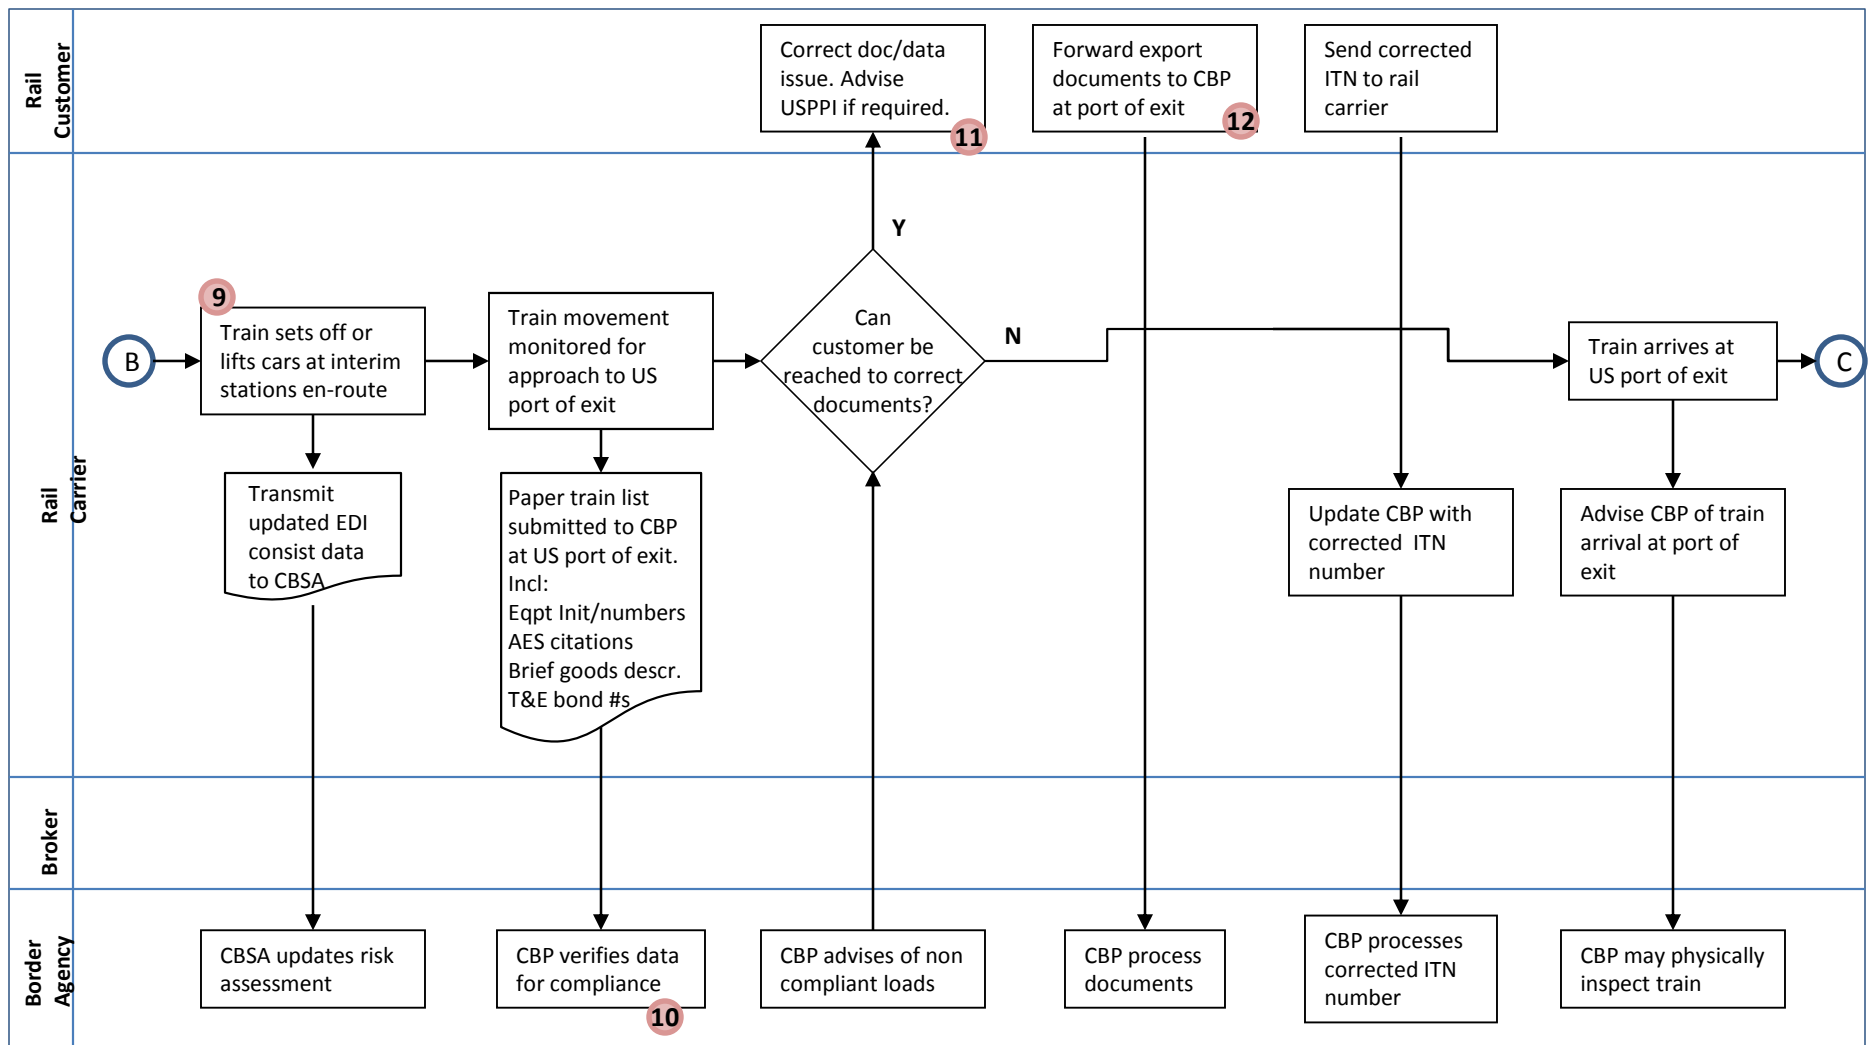 Rail
Customer
Correct doc/data
issue. Advise
USPPI if required.
11
Forward export
documents to CBP
at port of exit
12
Send corrected
ITN to rail
carrier
Rail
Carrier
B
9
Train sets off or
lifts cars at interim
stations en-route
Train movement
monitored for
approach to US
port of exit
Y
Can
customer be
reached to correct
documents?
N
Train arrives at
US port of exit
C
Transmit
updated EDI
consist data
to CBSA
Paper train list
submitted to CBP
at US port of exit.
Incl:
Eqpt Init/numbers
AES citations
Brief goods descr.
T&E bond #s
Update CBP with
corrected ITN
number
Advise CBP of train
arrival at port of
exit
Broker
Border
Agency
CBSA updates risk
assessment
CBP verifies data
for compliance
10
CBP advises of non
compliant loads
CBP process
documents
CBP processes
corrected ITN
number
CBP may physically
inspect train